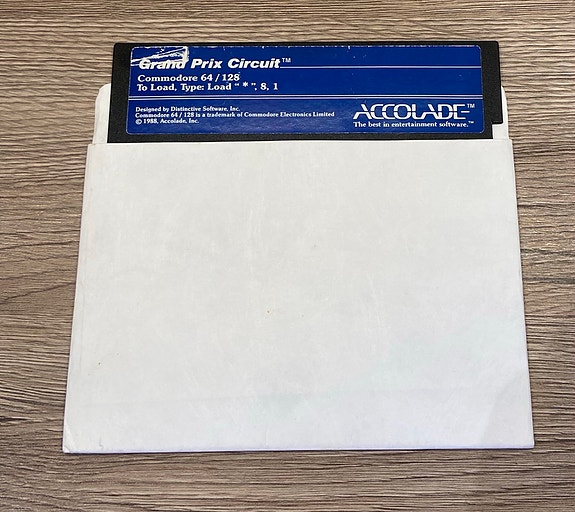 Grand Prix Circuit™
Commodore 64 / 128
To Load, Type: Load “ * ”, 8, 1
Designed by Distinctive Software, Inc.
Commodore 64 / 128 is a trademark of Commodore Electronics Limited
© 1988, Accolade, Inc.
ACCOLADE™
The best in entertainment software.™